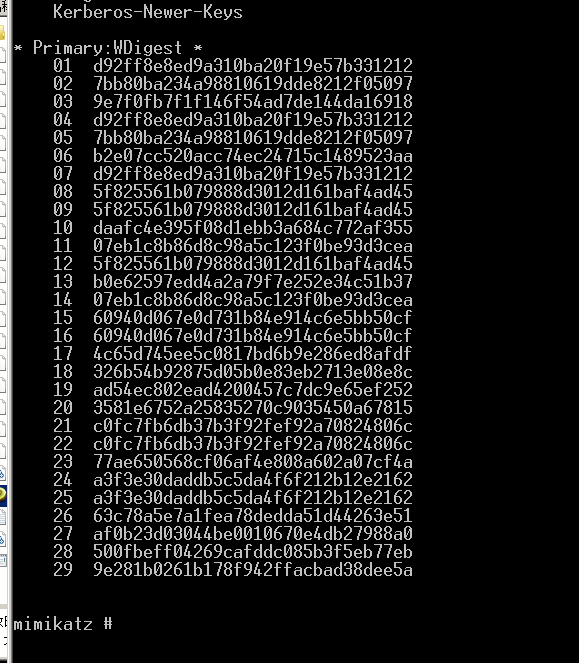 Kerberos-Newer-Keys
* Primary:WDigest *
01 d92ff8e8ed9a310ba20f19e57b331212
02 7bb80ba234a98810619dde8212f05097
03 9e7f0fb7f1f146f54ad7de144da16918
04 d92ff8e8ed9a310ba20f19e57b331212
05 7bb80ba234a98810619dde8212f05097
06 b2e07cc520acc74ec24715c1489523aa
07 d92ff8e8ed9a310ba20f19e57b331212
08 5f825561b079888d3012d161baf4ad45
09 5f825561b079888d3012d161baf4ad45
10 daafc4e395f08d1ebb3a684c772af355
11 07eb1c8b86d8c98a5c123f0be93d3cea
12 5f825561b079888d3012d161baf4ad45
13 b0e62597edd4a2a79f7e252e34c51b37
14 07eb1c8b86d8c98a5c123f0be93d3cea
15 60940d067e0d731b84e914c6e5bb50cf
16 60940d067e0d731b84e914c6e5bb50cf
17 4c65d745ee5c0817bd6b9e286ed8afdf
18 326b54b92875d05b0e83eb2713e08e8c
19 ad54ec802ead4200457c7dc9e65ef252
20 3581e6752a25835270c9035450a67815
21 c0fc7fb6db37b3f92fef92a70824806c
22 c0fc7fb6db37b3f92fef92a70824806c
23 77ae650568cf06af4e808a602a07cf4a
24 a3f3e30daddb5c5da4f6f212b12e2162
25 a3f3e30daddb5c5da4f6f212b12e2162
26 63c78a5e7a1fea78dedda51d44263e51
27 af0b23d03044be0010670e4db27988a0
28 500fbeff04269cafddc085b3f5eb77eb
29 9e281b0261b178f942ffacbad38dee5a
mimikatz #